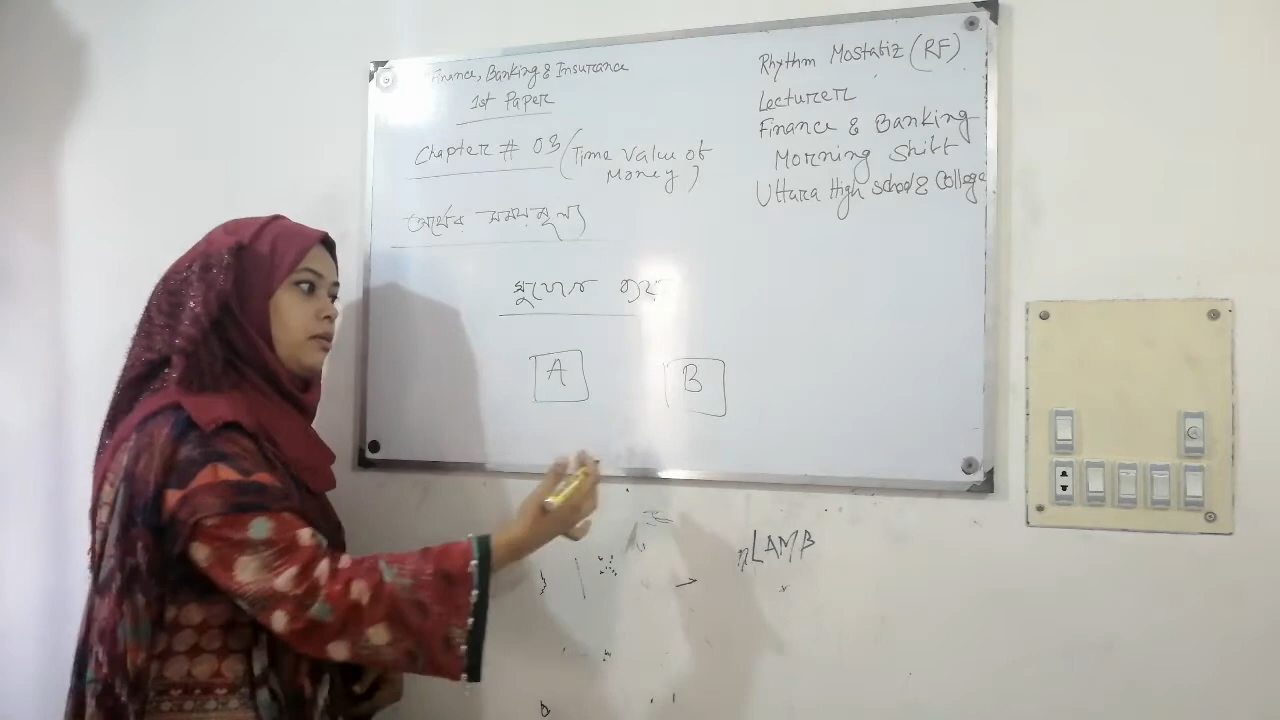 Finance, Banking & Insurance
1st Paper
Chapter # 03 (Time Value of
Money)
অর্থের সময়মূল্য
সুযোগ ব্যয়
A
B
Rhythm Mostafiz (RF)
Lecturer
Finance & Banking
Morning Shift
Uttara High School & College
LAMB